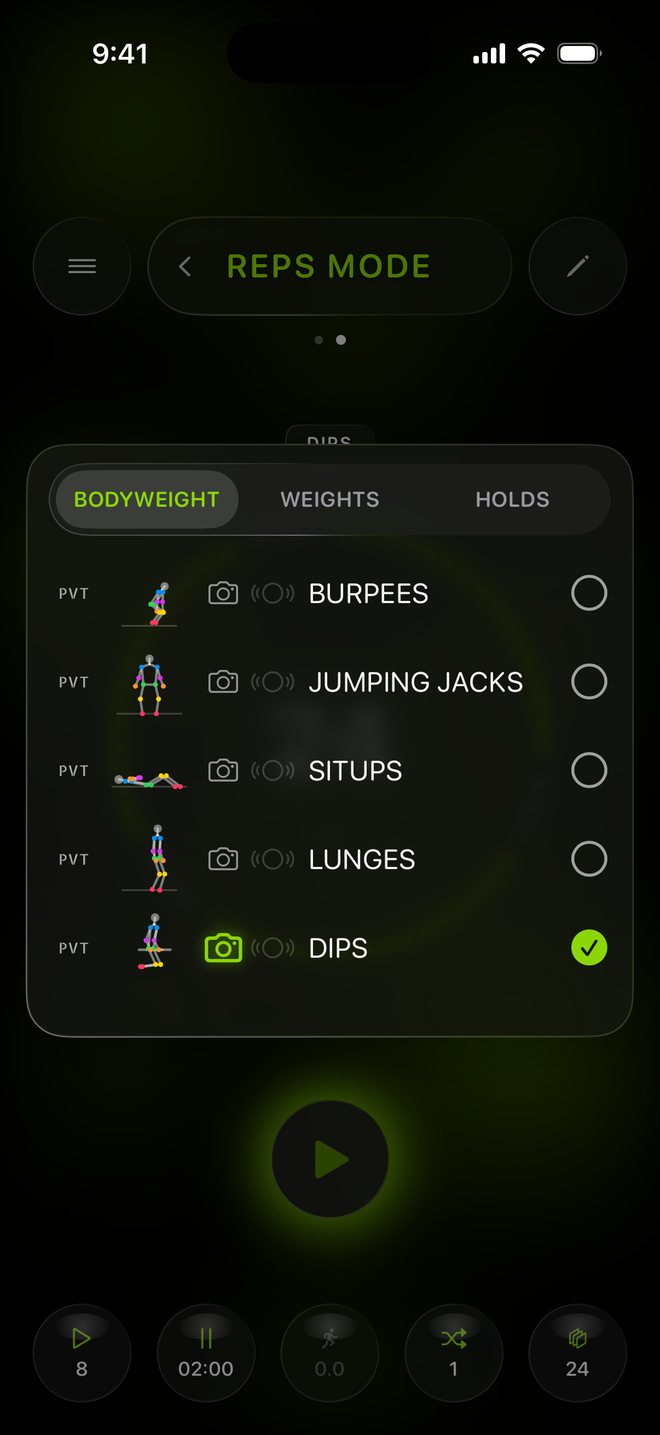 9:41
REPS MODE
DIPS
BODYWEIGHT WEIGHTS HOLDS
PVT BURPEES
PVT JUMPING JACKS
PVT SITUPS
PVT LUNGES
PVT DIPS
8 02:00 0.0 1 24